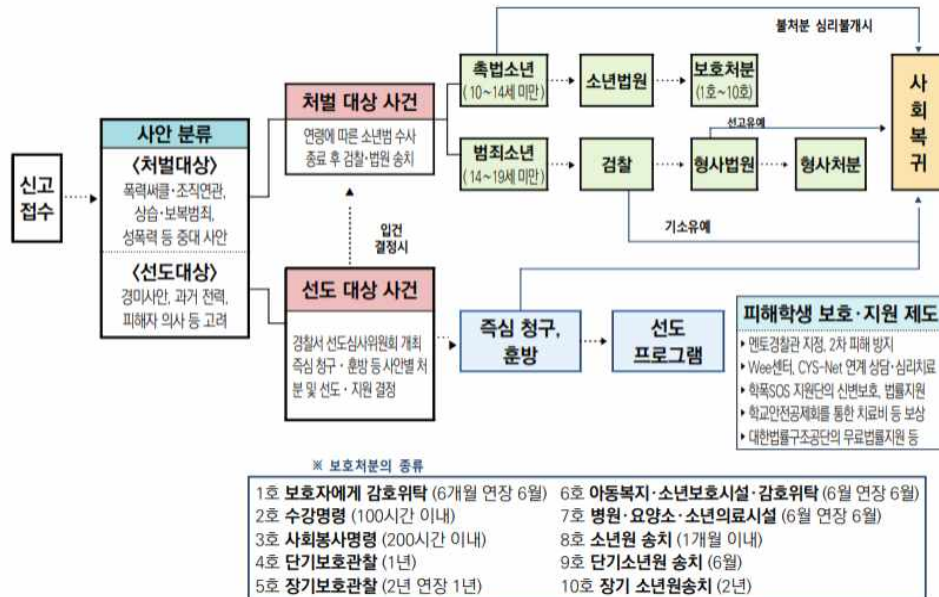 불처분 심리불개시
촉법소년
(10~14세 미만)
소년법원
보호처분
(1호~10호)
사회복귀
처벌 대상 사건
연령에 따른 소년범 수사
종료 후 검찰·법원 송치
사안 분류
<처벌대상>
폭력써클·조직연관,
상습·보복범죄,
성폭력 등 중대 사안
신고
접수
선고유예
범죄소년
(14~19세 미만)
검찰
형사법원
형사처분
입건
결정시
기소유예
<선도대상>
경미사안, 과거 전력,
피해자 의사 등 고려
선도 대상 사건
경찰서 선도심사위원회 개최
즉심 청구·훈방 등 사안별 처
분 및 선도·지원 결정
즉심 청구,
훈방
선도
프로그램
피해학생 보호·지원 제도
▸ 멘토경찰관 지정, 2차 피해 방지
▸ Wee센터, CYS-Net 연계 상담·심리치료
▸ 학폭SOS 지원단의 신변보호, 법률지원
▸ 학교안전공제회를 통한 치료비 등 보상
▸ 대한법률구조공단의 무료법률지원 등
※ 보호처분의 종류
1호 보호자에게 감호위탁 (6개월 연장 6월)
2호 수강명령 (100시간 이내)
3호 사회봉사명령 (200시간 이내)
4호 단기보호관찰 (1년)
5호 장기보호관찰 (2년 연장 1년)
6호 아동복지·소년보호시설·감호위탁 (6월 연장 6월)
7호 병원·요양소·소년의료시설 (6월 연장 6월)
8호 소년원 송치 (1개월 이내)
9호 단기소년원 송치 (6월)
10호 장기 소년원송치 (2년)